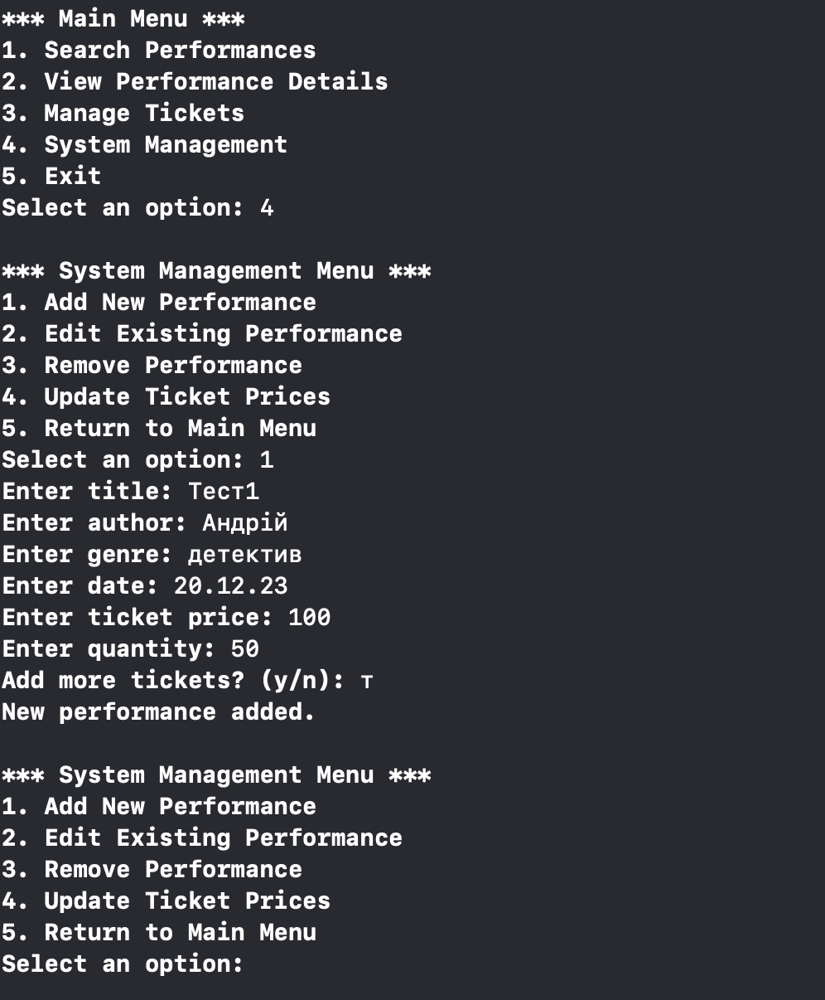 *** Main Menu ***
1. Search Performances
2. View Performance Details
3. Manage Tickets
4. System Management
5. Exit
Select an option: 4
*** System Management Menu ***
1. Add New Performance
2. Edit Existing Performance
3. Remove Performance
4. Update Ticket Prices
5. Return to Main Menu
Select an option: 1
Enter title: Тест1
Enter author: Андрій
Enter genre: детектив
Enter date: 20.12.23
Enter ticket price: 100
Enter quantity: 50
Add more tickets? (y/n): т
New performance added.
*** System Management Menu ***
1. Add New Performance
2. Edit Existing Performance
3. Remove Performance
4. Update Ticket Prices
5. Return to Main Menu
Select an option: